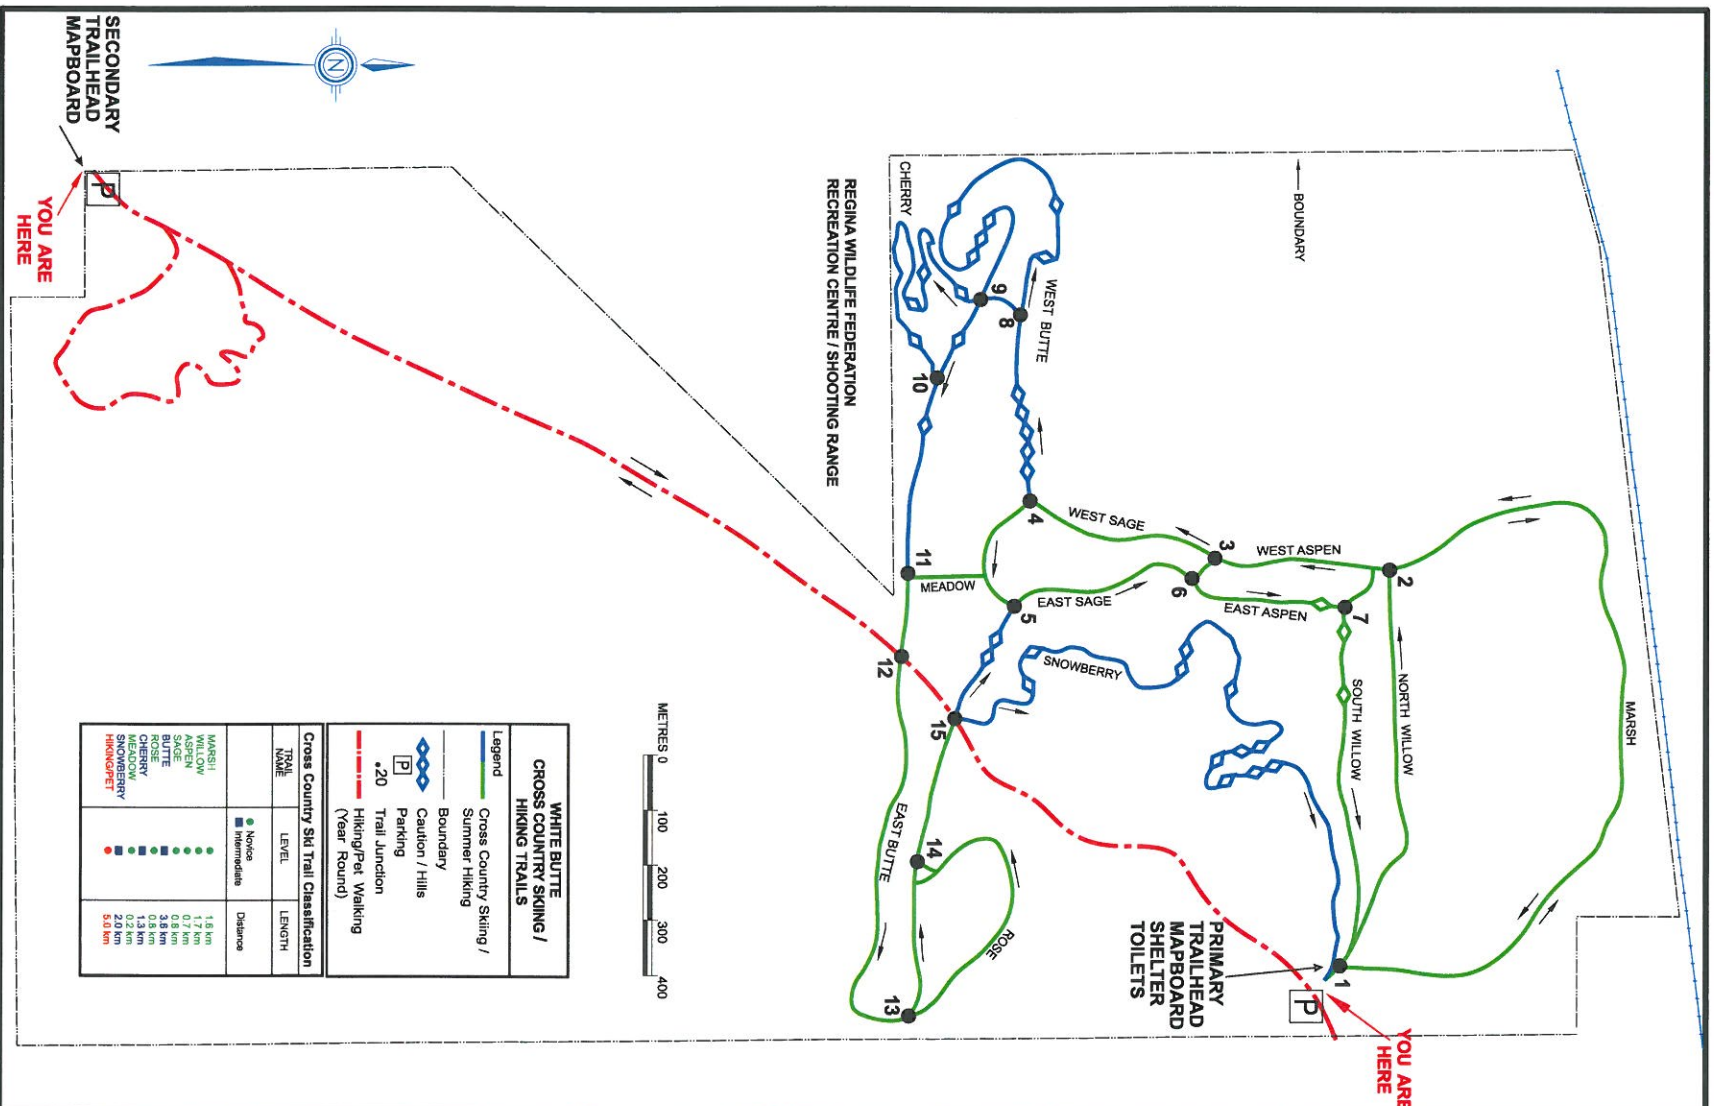 SECONDARY
TRAILHEAD
MAPBOARD
YOU ARE
HERE
P
N
BOUNDARY
REGINA WILDLIFE FEDERATION
RECREATION CENTRE / SHOOTING RANGE
CHERRY
WEST BUTTE
WEST SAGE
WEST ASPEN
EAST SAGE
EAST ASPEN
MEADOW
SNOWBERRY
SOUTH WILLOW
NORTH WILLOW
MARSH
EAST BUTTE
ROSE
1
2
3
4
5
6
7
8
9
10
11
12
13
14
15
PRIMARY
TRAILHEAD
MAPBOARD
SHELTER
TOILETS
P
YOU ARE
HERE
METRES 0 100 200 300 400
WHITE BUTTE
CROSS COUNTRY SKIING /
HIKING TRAILS
Legend
Cross Country Skiing /
Summer Hiking
Boundary
Caution / Hills
P Parking
.20 Trail Junction
Hiking/Pet Walking
(Year Round)
Cross Country Ski Trail Classification
TRAIL NAME LEVEL LENGTH
Novice
Intermediate
Distance
MARSH 1.6 km
WILLOW 1.7 km
ASPEN 0.7 km
SAGE 0.8 km
BUTTE 3.6 km
ROSE 0.8 km
CHERRY 1.3 km
MEADOW 0.2 km
SNOWBERRY 2.0 km
HIKING/PET 5.0 km